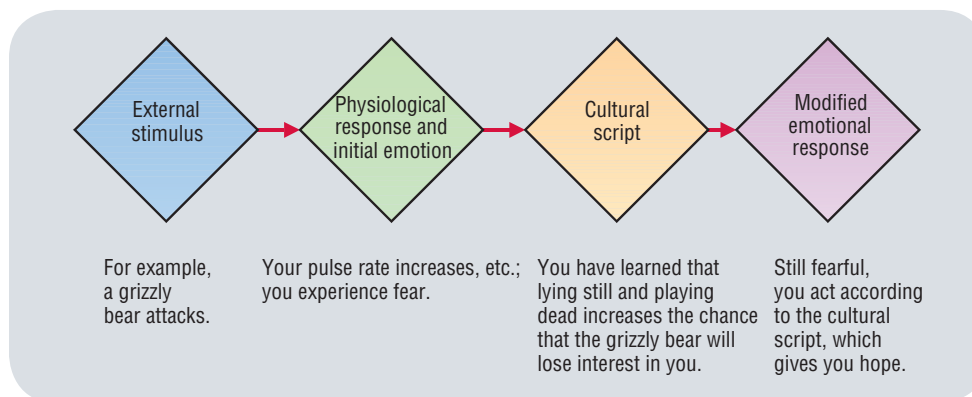 External
stimulus
Physiological
response and
initial emotion
Cultural
script
Modified
emotional
response
For example,
a grizzly
bear attacks.
Your pulse rate increases, etc.;
you experience fear.
You have learned that
lying still and playing
dead increases the chance
that the grizzly bear will
lose interest in you.
Still fearful,
you act according
to the cultural
script, which
gives you hope.